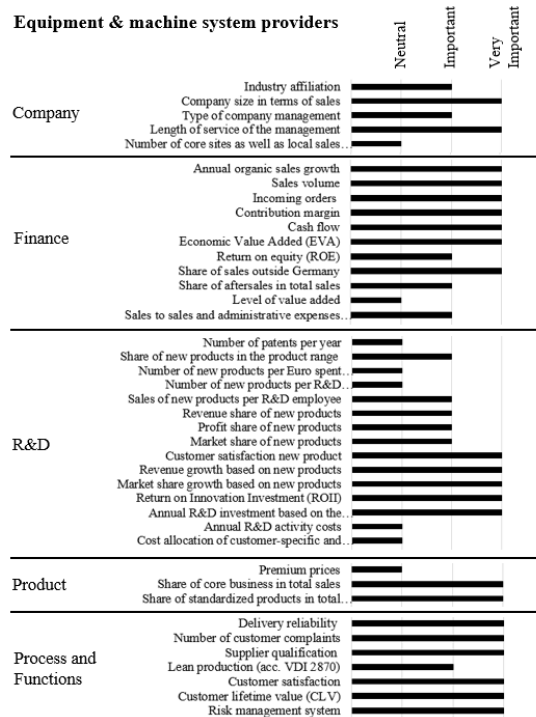 Equipment & machine system providers
Neutral
Important
Very
Important
Company
Industry affiliation
Company size in terms of sales
Type of company management
Length of service of the management
Number of core sites as well as local sales…
Finance
Annual organic sales growth
Sales volume
Incoming orders
Contribution margin
Cash flow
Economic Value Added (EVA)
Return on equity (ROE)
Share of sales outside Germany
Share of aftersales in total sales
Level of value added
Sales to sales and administrative expenses…
R&D
Number of patents per year
Share of new products in the product range
Number of new products per Euro spent…
Number of new products per R&D…
Sales of new products per R&D employee
Revenue share of new products
Profit share of new products
Market share of new products
Customer satisfaction new product
Revenue growth based on new products
Market share growth based on new products
Return on Innovation Investment (ROII)
Annual R&D investment based on the…
Annual R&D activity costs
Cost allocation of customer-specific and…
Product
Premium prices
Share of core business in total sales
Share of standardized products in total…
Process and
Functions
Delivery reliability
Number of customer complaints
Supplier qualification
Lean production (acc. VDI 2870)
Customer satisfaction
Customer lifetime value (CLV)
Risk management system